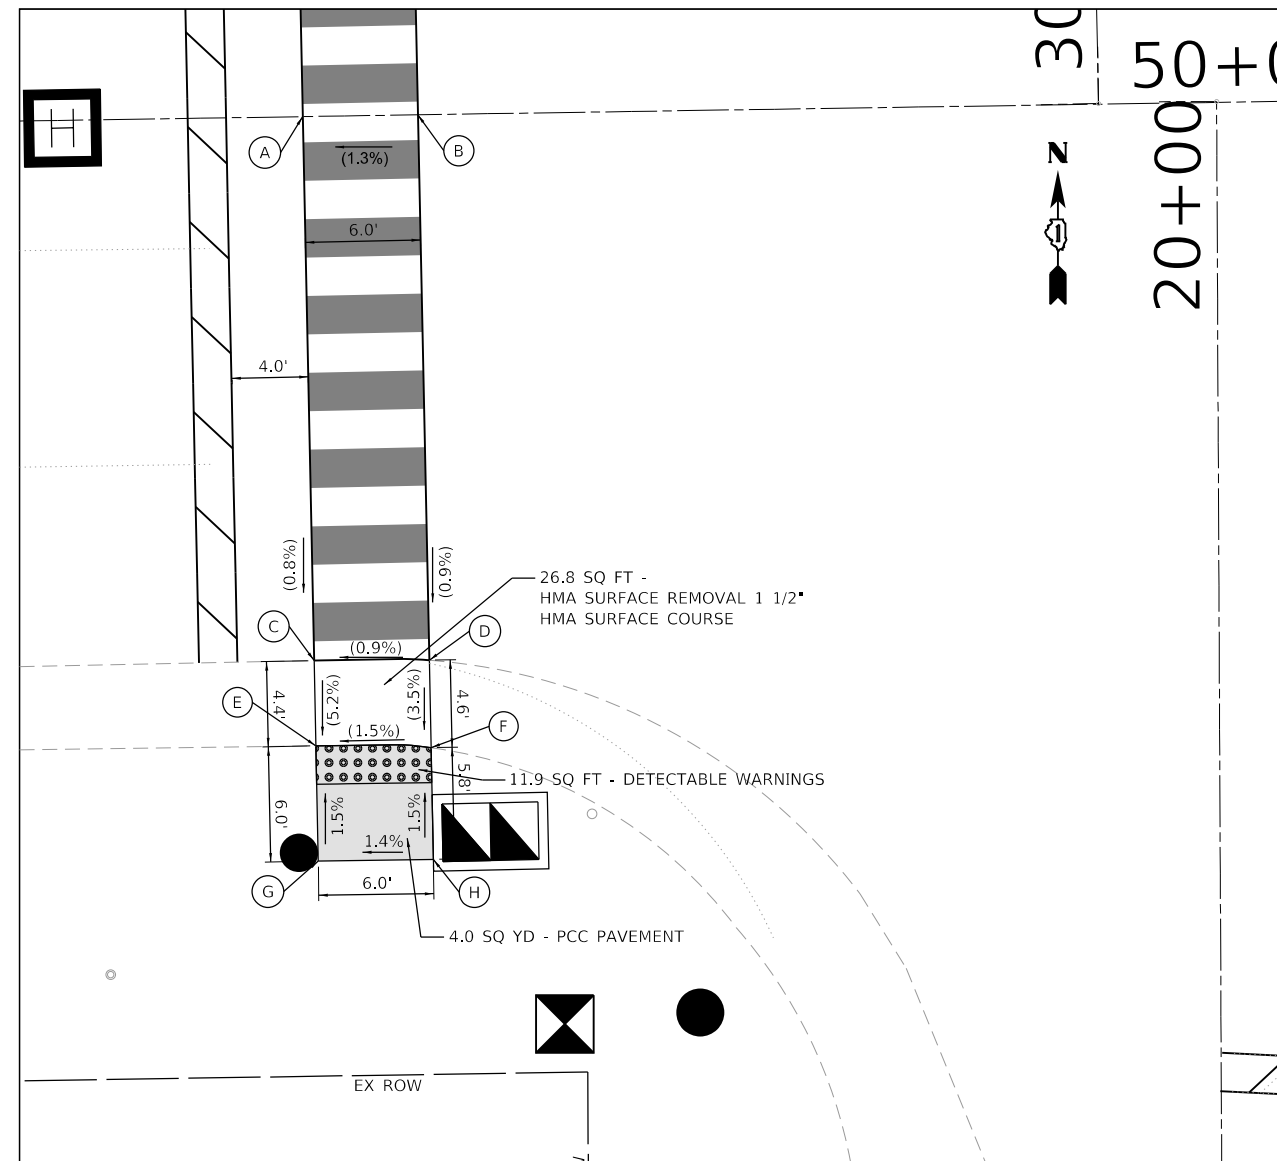 30
50+0
20+00
H
N
1
A
B
(1.3%)
6.0'
4.0'
(0.8%)
(0.9%)
26.8 SQ FT -
HMA SURFACE REMOVAL 1 1/2"
HMA SURFACE COURSE
C
D
(0.9%)
4.4'
(5.2%)
(3.5%)
4.6'
E
F
(1.5%)
11.9 SQ FT - DETECTABLE WARNINGS
5.8'
6.0'
1.5%
1.5%
1.4%
G
H
6.0'
4.0 SQ YD - PCC PAVEMENT
EX ROW